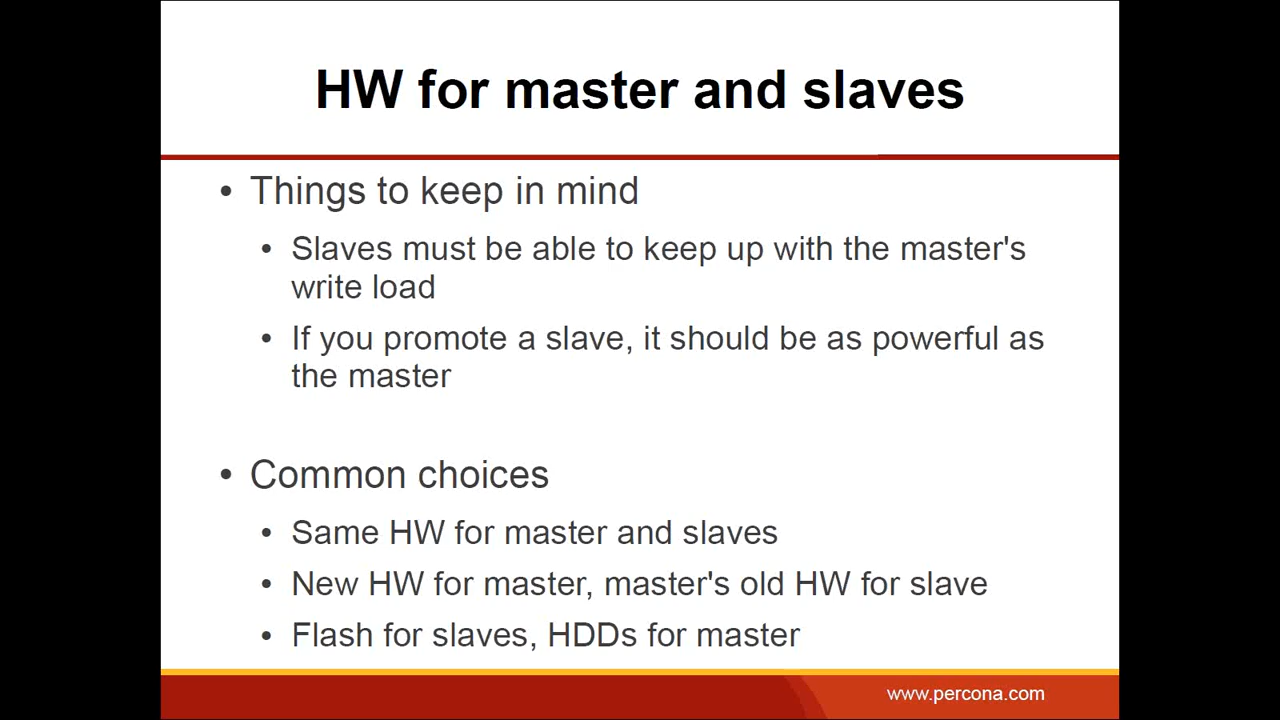 HW for master and slaves
• Things to keep in mind
• Slaves must be able to keep up with the master's
write load
• If you promote a slave, it should be as powerful as
the master
• Common choices
• Same HW for master and slaves
• New HW for master, master's old HW for slave
• Flash for slaves, HDDs for master
www.percona.com